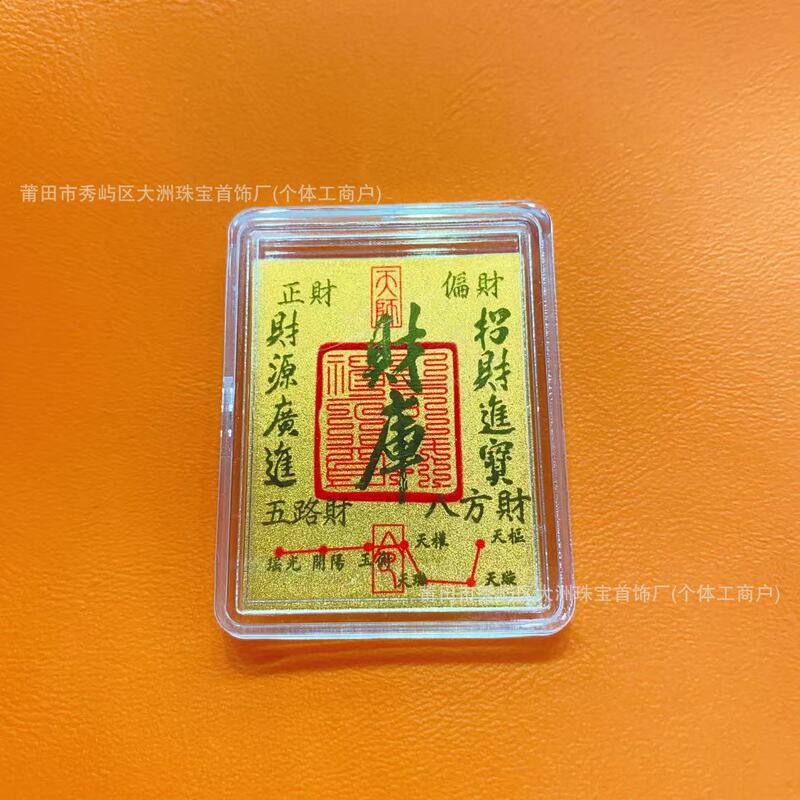 莆田市秀屿区大洲珠宝首饰厂(个体工商户)
天師
正財
偏財
財庫
招財進寶
財源廣進
五路財
八方財
天權
天樞
搖光
開陽
玉衡
天璇
莆田市秀屿区大洲珠宝首饰厂(个体工商户)